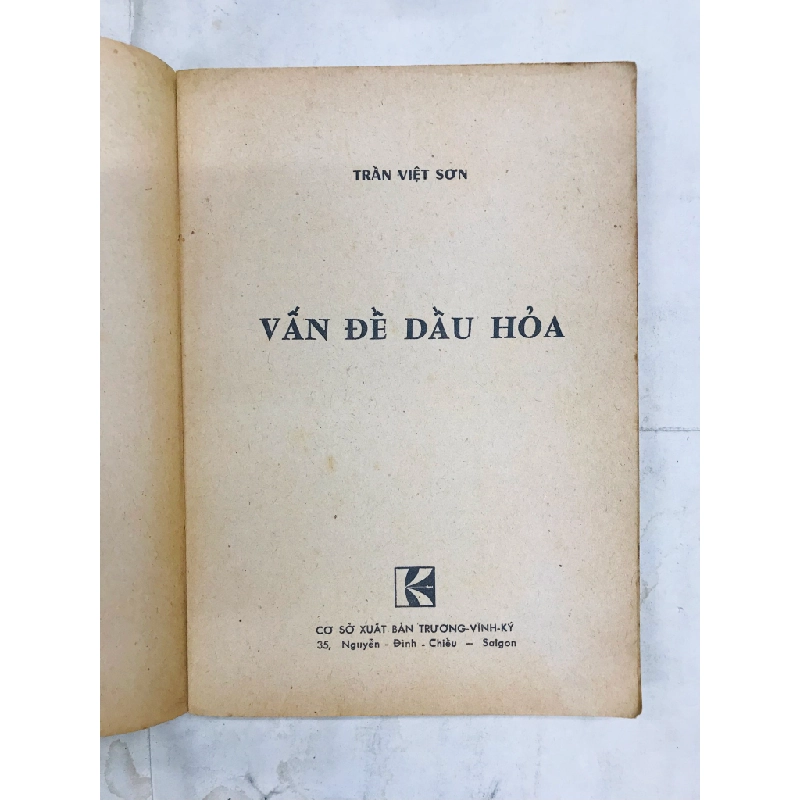 TRẦN VIỆT SƠN
VẤN ĐỀ DẦU HỎA
CƠ SỞ XUẤT BẢN TRƯƠNG-VĨNH-KÝ
35, Nguyễn - Đình - Chiểu — Saigon